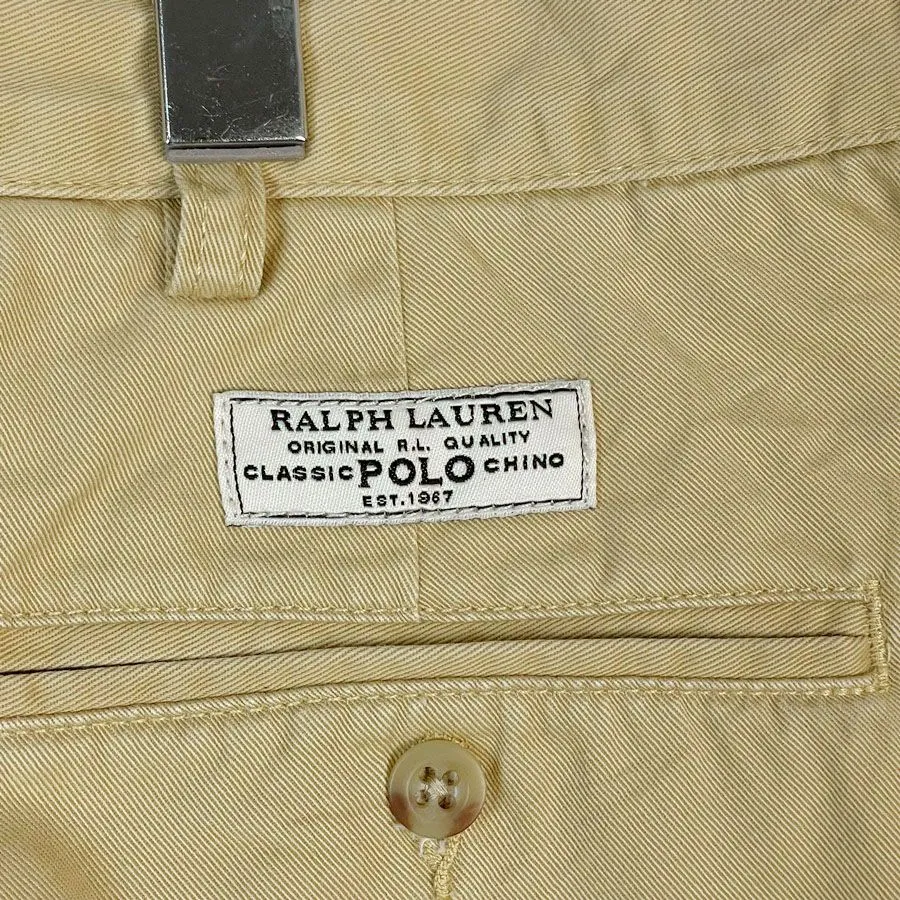 RALPH LAUREN
ORIGINAL R.L. QUALITY
CLASSIC POLO CHINO
EST. 1967